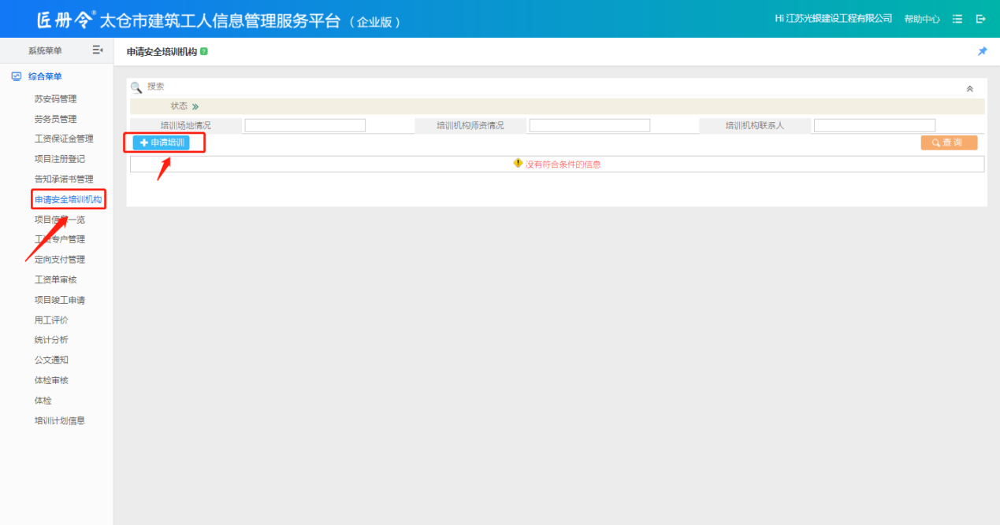 匠册令® 太仓市建筑工人信息管理服务平台（企业版）
Hi 江苏光银建设工程有限公司 帮助中心
系统菜单
申请安全培训机构 ?
综合菜单
苏安码管理
劳务员管理
工资保证金管理
项目注册登记
告知承诺书管理
申请安全培训机构
项目信息一览
工资专户管理
定向支付管理
工资单审核
项目竣工申请
用工评价
统计分析
公文通知
体检审核
体检
培训计划信息
搜索
状态
培训场地情况 培训机构师资情况 培训机构联系人
申请培训 查 询
没有符合条件的信息